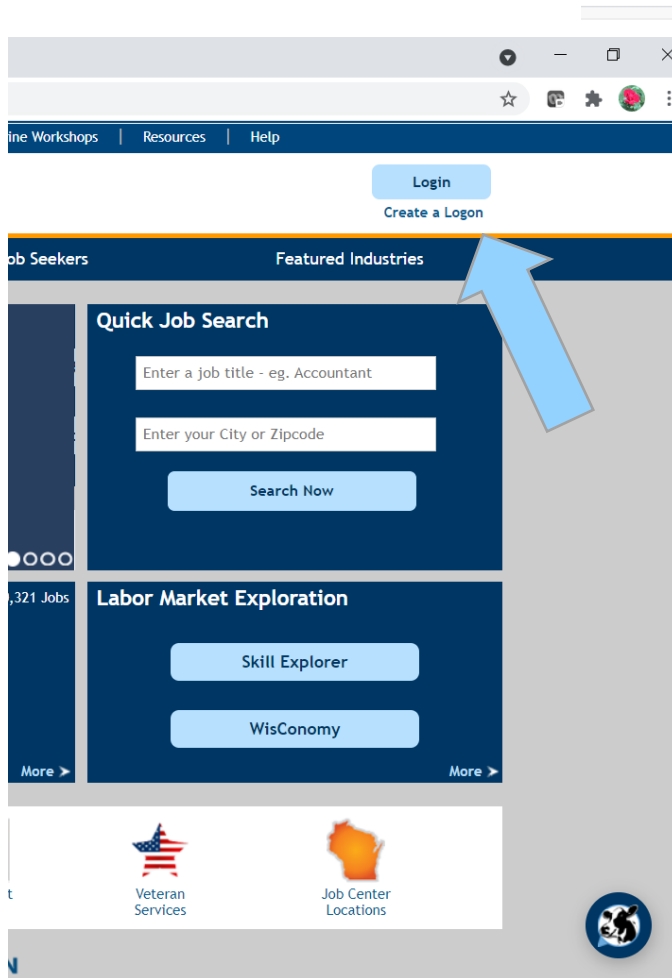 ine Workshops | Resources | Help
Login
Create a Logon
ob Seekers Featured Industries
Quick Job Search
Enter a job title - eg. Accountant
Enter your City or Zipcode
Search Now
,321 Jobs
Labor Market Exploration
Skill Explorer
WisConomy
More ➤
More ➤
t
Veteran
Services
Job Center
Locations
N